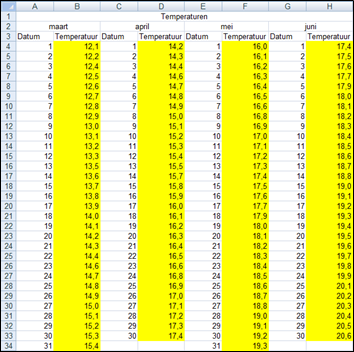 A B C D E F G H
1 Temperaturen
2 maart april mei juni
3 Datum Temperatuur Datum Temperatuur Datum Temperatuur Datum Temperatuur
4 1 12,1 1 14,2 1 16,0 1 17,4
5 2 12,2 2 14,3 2 16,1 2 17,5
6 3 12,4 3 14,4 3 16,2 3 17,6
7 4 12,5 4 14,6 4 16,3 4 17,7
8 5 12,6 5 14,7 5 16,4 5 17,9
9 6 12,7 6 14,8 6 16,5 6 18,0
10 7 12,8 7 14,9 7 16,6 7 18,1
11 8 12,9 8 15,0 8 16,8 8 18,2
12 9 13,0 9 15,1 9 16,9 9 18,3
13 10 13,1 10 15,2 10 17,0 10 18,4
14 11 13,2 11 15,3 11 17,1 11 18,5
15 12 13,3 12 15,4 12 17,2 12 18,6
16 13 13,5 13 15,5 13 17,3 13 18,7
17 14 13,6 14 15,7 14 17,4 14 18,8
18 15 13,7 15 15,8 15 17,5 15 19,0
19 16 13,8 16 15,9 16 17,6 16 19,1
20 17 13,9 17 16,0 17 17,7 17 19,2
21 18 14,0 18 16,1 18 17,9 18 19,3
22 19 14,1 19 16,2 19 18,0 19 19,4
23 20 14,2 20 16,3 20 18,1 20 19,5
24 21 14,3 21 16,4 21 18,2 21 19,6
25 22 14,4 22 16,5 22 18,3 22 19,7
26 23 14,6 23 16,6 23 18,4 23 19,8
27 24 14,7 24 16,8 24 18,5 24 19,9
28 25 14,8 25 16,9 25 18,6 25 20,1
29 26 14,9 26 17,0 26 18,7 26 20,2
30 27 15,0 27 17,1 27 18,8 27 20,3
31 28 15,1 28 17,2 28 19,0 28 20,4
32 29 15,2 29 17,3 29 19,1 29 20,5
33 30 15,3 30 17,4 30 19,2 30 20,6
34 31 15,4 31 19,3